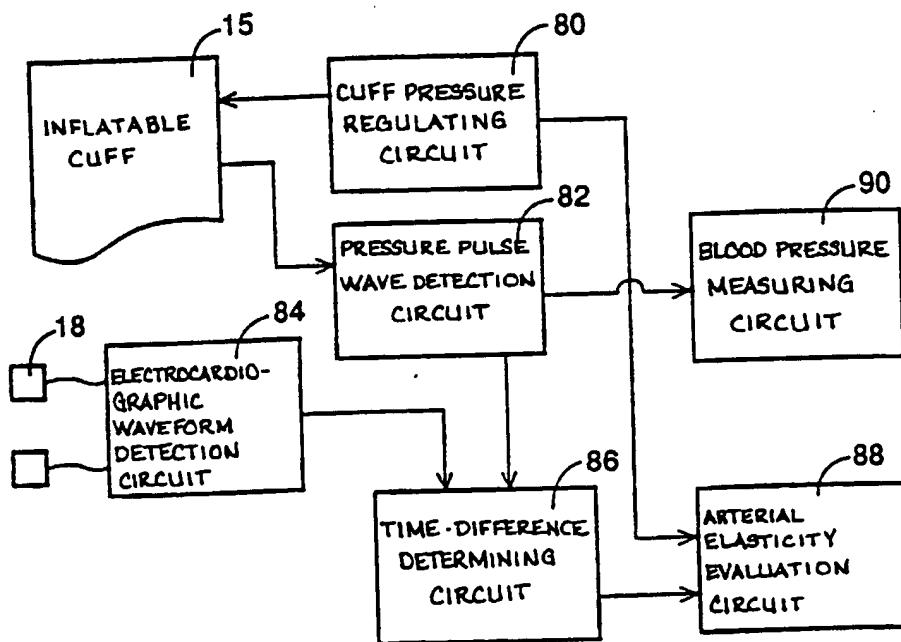 15
INFLATABLE
CUFF
80
CUFF PRESSURE
REGULATING
CIRCUIT
82
PRESSURE PULSE
WAVE DETECTION
CIRCUIT
90
BLOOD PRESSURE
MEASURING
CIRCUIT
18
84
ELECTROCARDIO-
GRAPHIC
WAVEFORM
DETECTION
CIRCUIT
86
TIME-DIFFERENCE
DETERMINING
CIRCUIT
88
ARTERIAL
ELASTICITY
EVALUATION
CIRCUIT